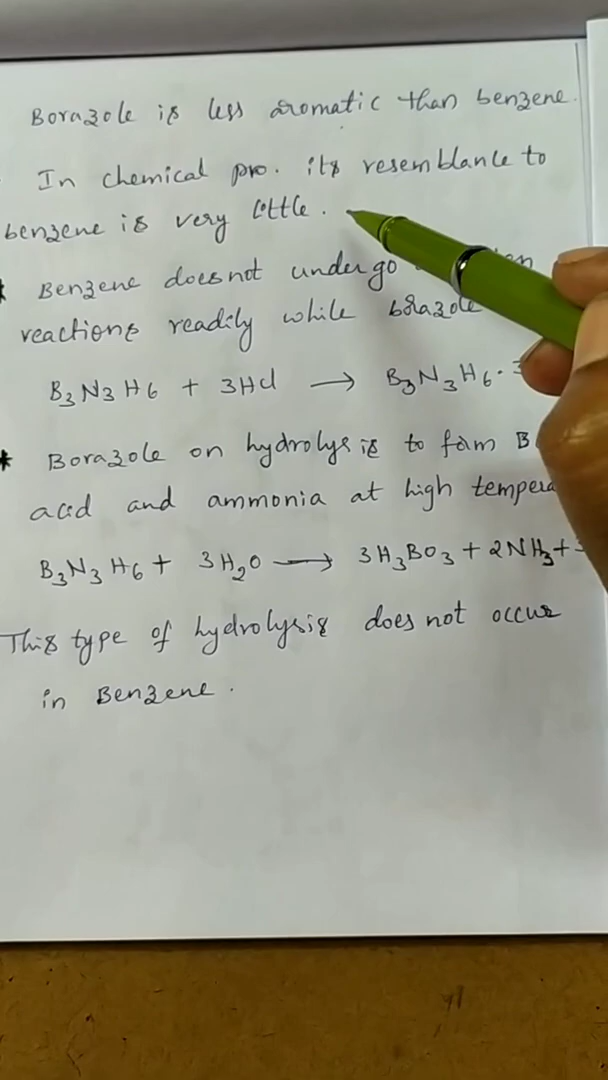 Borazole is less aromatic than benzene.
In chemical pro. its resemblance to
benzene is very little.
* Benzene does not undergo
reactions readily while borazole
B3N3H6 + 3HCl → B3N3H6. 3
* Borazole on hydrolysis to form B
acid and ammonia at high tempera
B3N3H6 + 3H2O → 3H3BO3 + 2NH3 +
This type of hydrolysis does not occur
in Benzene.